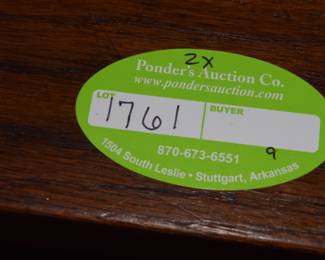 2X
Ponder's Auction Co.
www.pondersauction.com
LOT BUYER
1761
870-673-6551
9
1504 South Leslie • Stuttgart, Arkansas